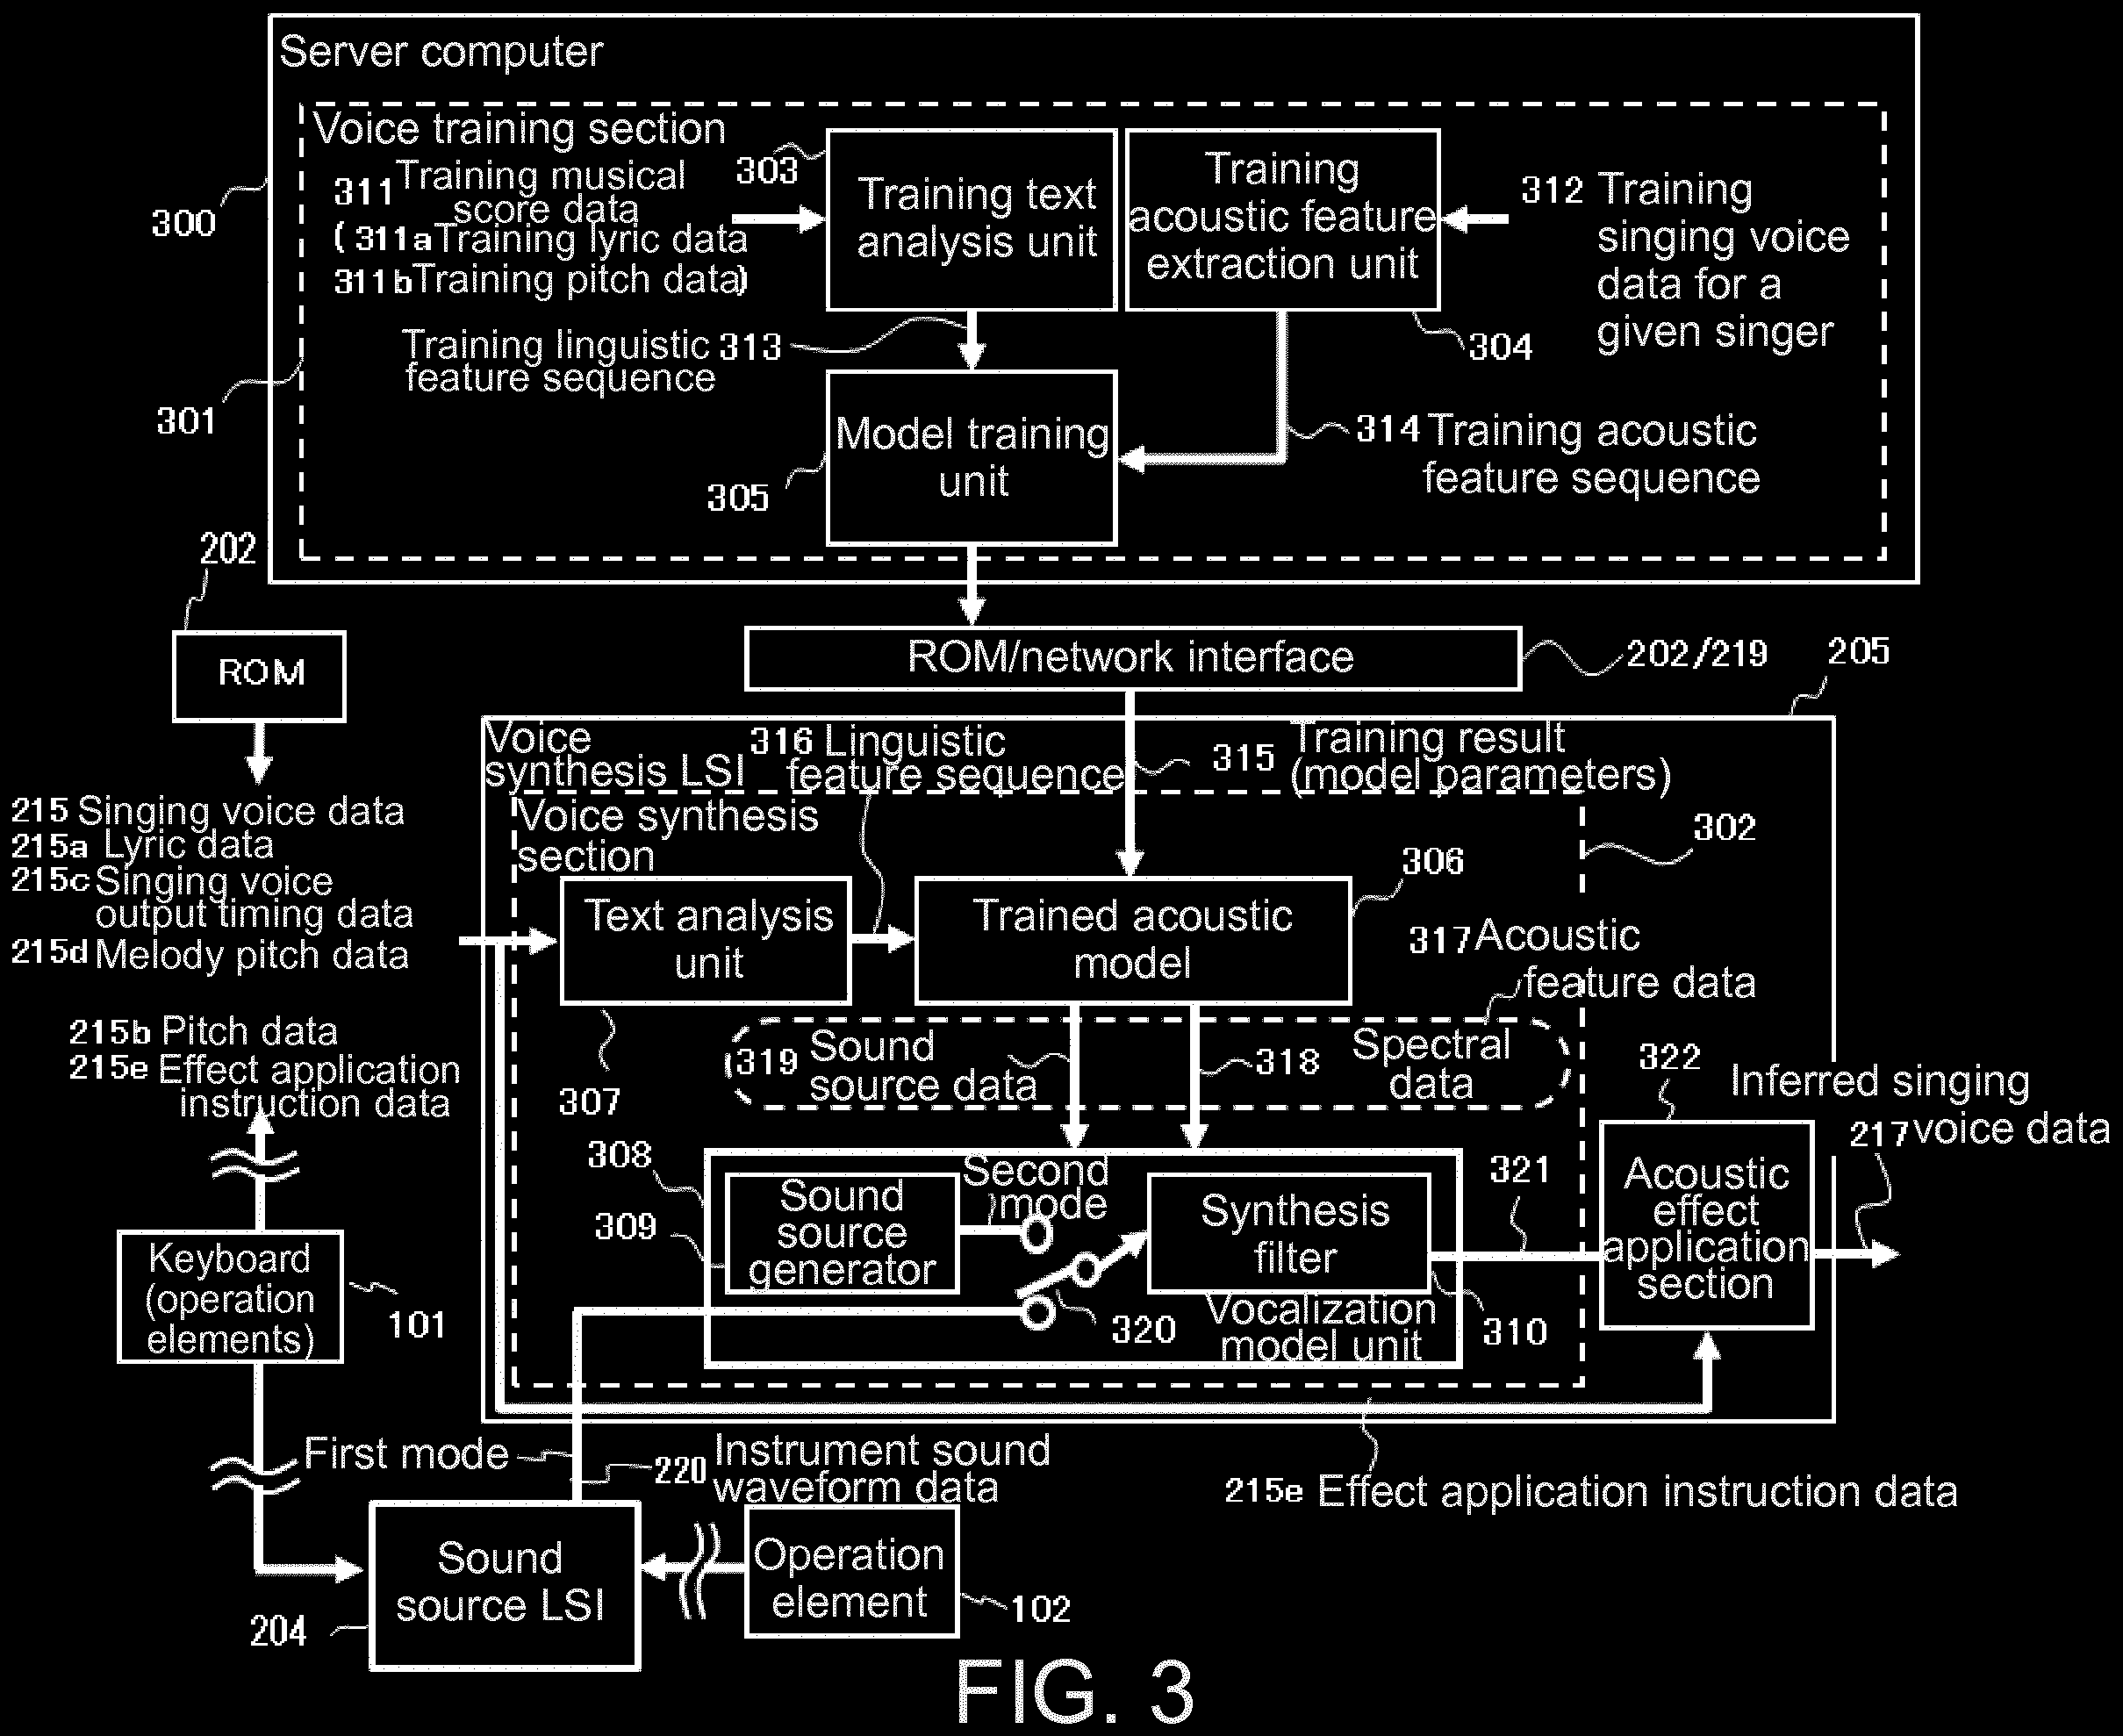 Server computer
Voice training section
311 Training musical
score data
( 311a Training lyric data
311b Training pitch data )
303
Training text
analysis unit
Training
acoustic feature
extraction unit
312 Training
singing voice
data for a
given singer
300
304
Training linguistic 313
feature sequence
301
Model training
unit
305
314 Training acoustic
feature sequence
202
ROM
ROM/network interface
202/219
205
Voice
synthesis LSI
316 Linguistic
feature sequence
315 Training result
(model parameters)
Voice synthesis
section
302
215 Singing voice data
215a Lyric data
215c Singing voice
output timing data
215d Melody pitch data
306
Text analysis
unit
Trained acoustic
model
317 Acoustic
feature data
215b Pitch data
215e Effect application
instruction data
307
319 Sound
source data
318 Spectral
data
322
Inferred singing
217 voice data
308
309
Sound
source
generator
Second
mode
Synthesis
filter
321
Acoustic
effect
application
section
Keyboard
(operation
elements)
101
320
Vocalization
model unit
310
First mode
220 Instrument sound
waveform data
215e Effect application instruction data
Sound
source LSI
204
Operation
element
102
FIG. 3